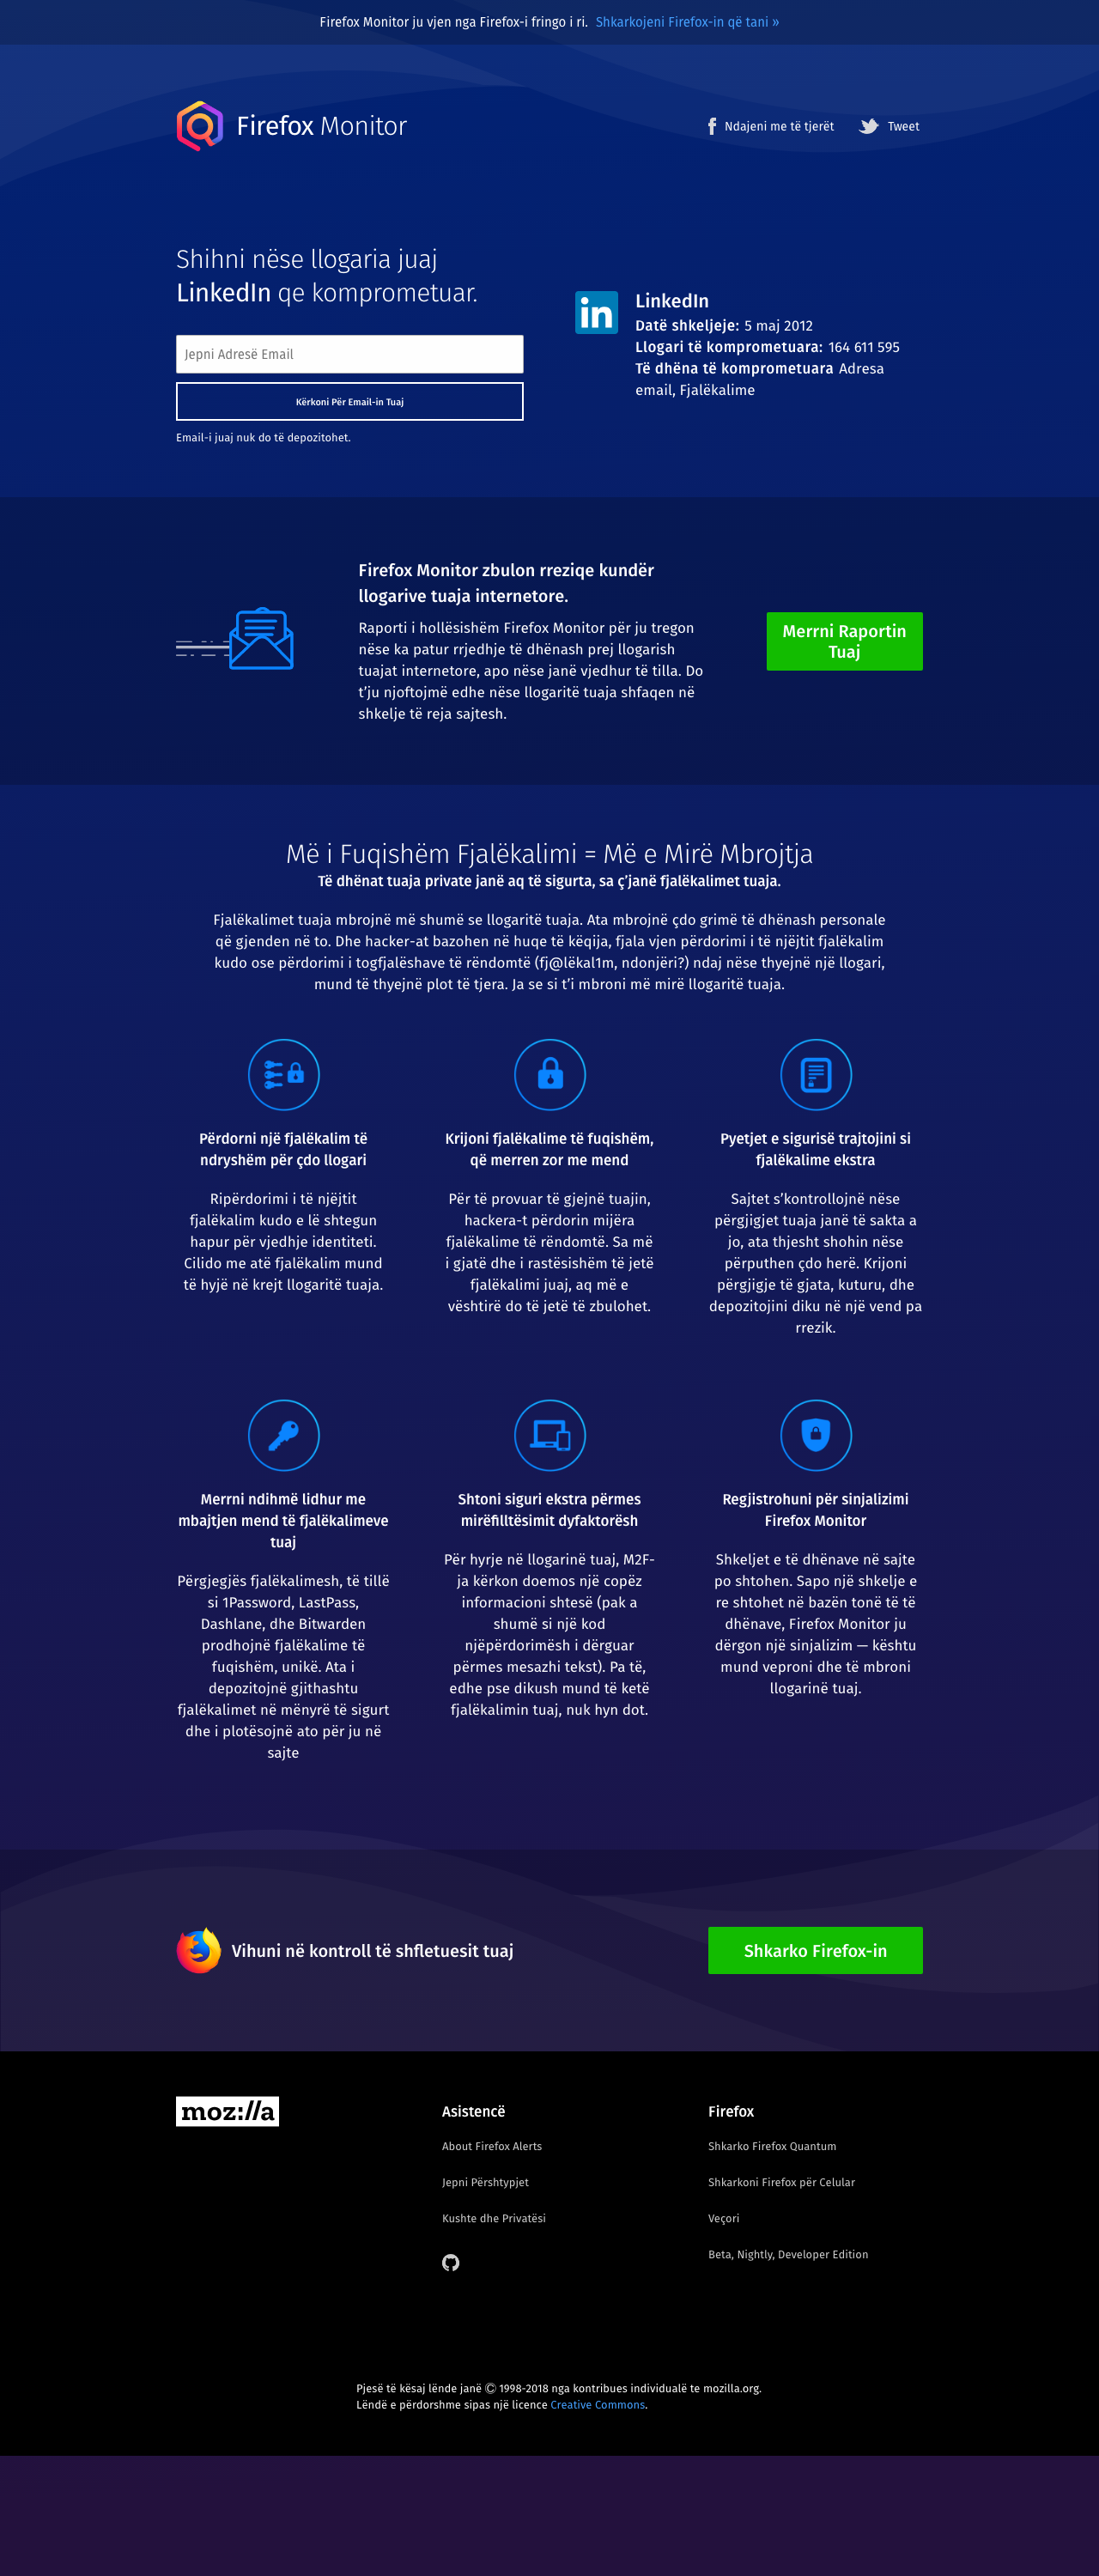 Firefox Monitor ju vjen nga Firefox-i fringo i ri. Shkarkojeni Firefox-in që tani »
Firefox Monitor
Ndajeni me të tjerët
Tweet
Shihni nëse llogaria juaj
LinkedIn qe komprometuar.
Jepni Adresë Email
Kërkoni Për Email-in Tuaj
Email-i juaj nuk do të depozitohet.
in
LinkedIn
Datë shkeljeje: 5 maj 2012
Llogari të komprometuara: 164 611 595
Të dhëna të komprometuara Adresa
email, Fjalëkalime
Firefox Monitor zbulon rreziqe kundër
llogarive tuaja internetore.
Raporti i hollësishëm Firefox Monitor për ju tregon
nëse ka patur rrjedhje të dhënash prej llogarish
tuajat internetore, apo nëse janë vjedhur të tilla. Do
t’ju njoftojmë edhe nëse llogaritë tuaja shfaqen në
shkelje të reja sajtesh.
Merrni Raportin
Tuaj
Më i Fuqishëm Fjalëkalimi = Më e Mirë Mbrojtja
Të dhënat tuaja private janë aq të sigurta, sa ç’janë fjalëkalimet tuaja.
Fjalëkalimet tuaja mbrojnë më shumë se llogaritë tuaja. Ata mbrojnë çdo grimë të dhënash personale
që gjenden në to. Dhe hacker-at bazohen në huqe të këqija, fjala vjen përdorimi i të njëjtit fjalëkalim
kudo ose përdorimi i togfjalëshave të rëndomtë (fj@lëkal1m, ndonjëri?) ndaj nëse thyejnë një llogari,
mund të thyejnë plot të tjera. Ja se si t’i mbroni më mirë llogaritë tuaja.
Përdorni një fjalëkalim të
ndryshëm për çdo llogari
Ripërdorimi i të njëjtit
fjalëkalim kudo e lë shtegun
hapur për vjedhje identiteti.
Cilido me atë fjalëkalim mund
të hyjë në krejt llogaritë tuaja.
Krijoni fjalëkalime të fuqishëm,
që merren zor me mend
Për të provuar të gjejnë tuajin,
hackera-t përdorin mijëra
fjalëkalime të rëndomtë. Sa më
i gjatë dhe i rastësishëm të jetë
fjalëkalimi juaj, aq më e
vështirë do të jetë të zbulohet.
Pyetjet e sigurisë trajtojini si
fjalëkalime ekstra
Sajtet s’kontrollojnë nëse
përgjigjet tuaja janë të sakta a
jo, ata thjesht shohin nëse
përputhen çdo herë. Krijoni
përgjigje të gjata, kuturu, dhe
depozitojini diku në një vend pa
rrezik.
Merrni ndihmë lidhur me
mbajtjen mend të fjalëkalimeve
tuaj
Përgjegjës fjalëkalimesh, të tillë
si 1Password, LastPass,
Dashlane, dhe Bitwarden
prodhojnë fjalëkalime të
fuqishëm, unikë. Ata i
depozitojnë gjithashtu
fjalëkalimet në mënyrë të sigurt
dhe i plotësojnë ato për ju në
sajte
Shtoni siguri ekstra përmes
mirëfilltësimit dyfaktorësh
Për hyrje në llogarinë tuaj, M2F-
ja kërkon doemos një copëz
informacioni shtesë (pak a
shumë si një kod
njëpërdorimësh i dërguar
përmes mesazhi tekst). Pa të,
edhe pse dikush mund të ketë
fjalëkalimin tuaj, nuk hyn dot.
Regjistrohuni për sinjalizimi
Firefox Monitor
Shkeljet e të dhënave në sajte
po shtohen. Sapo një shkelje e
re shtohet në bazën tonë të të
dhënave, Firefox Monitor ju
dërgon një sinjalizim — kështu
mund veproni dhe të mbroni
llogarinë tuaj.
Vihuni në kontroll të shfletuesit tuaj
Shkarko Firefox-in
moz://a
Asistencë
About Firefox Alerts
Jepni Përshtypjet
Kushte dhe Privatësi
Firefox
Shkarko Firefox Quantum
Shkarkoni Firefox për Celular
Veçori
Beta, Nightly, Developer Edition
Pjesë të kësaj lënde janë © 1998-2018 nga kontribues individualë te mozilla.org.
Lëndë e përdorshme sipas një licence Creative Commons.